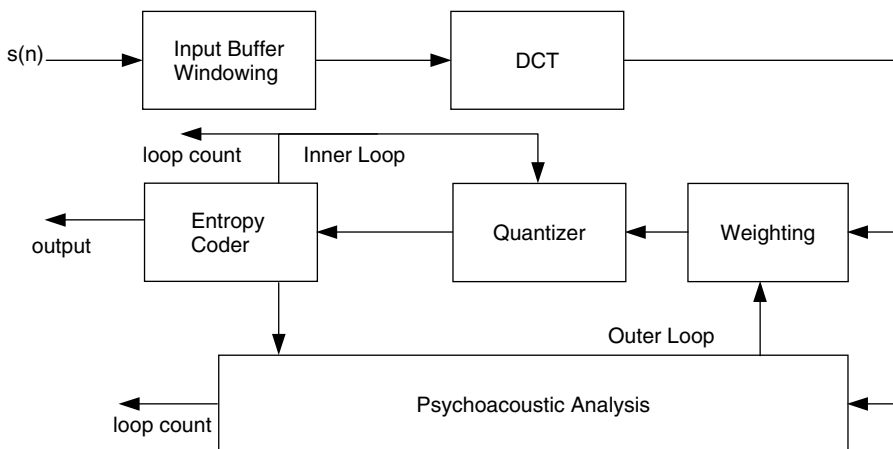 s(n)
Input Buffer
Windowing
DCT
loop count
Inner Loop
Entropy
Coder
Quantizer
Weighting
output
Outer Loop
Psychoacoustic Analysis
loop count